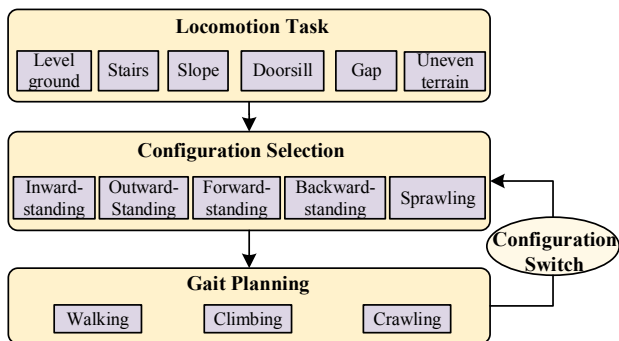 Locomotion Task
Level ground
Stairs
Slope
Doorsill
Gap
Uneven terrain
Configuration Selection
Inward-standing
Outward-Standing
Forward-standing
Backward-standing
Sprawling
Configuration Switch
Gait Planning
Walking
Climbing
Crawling